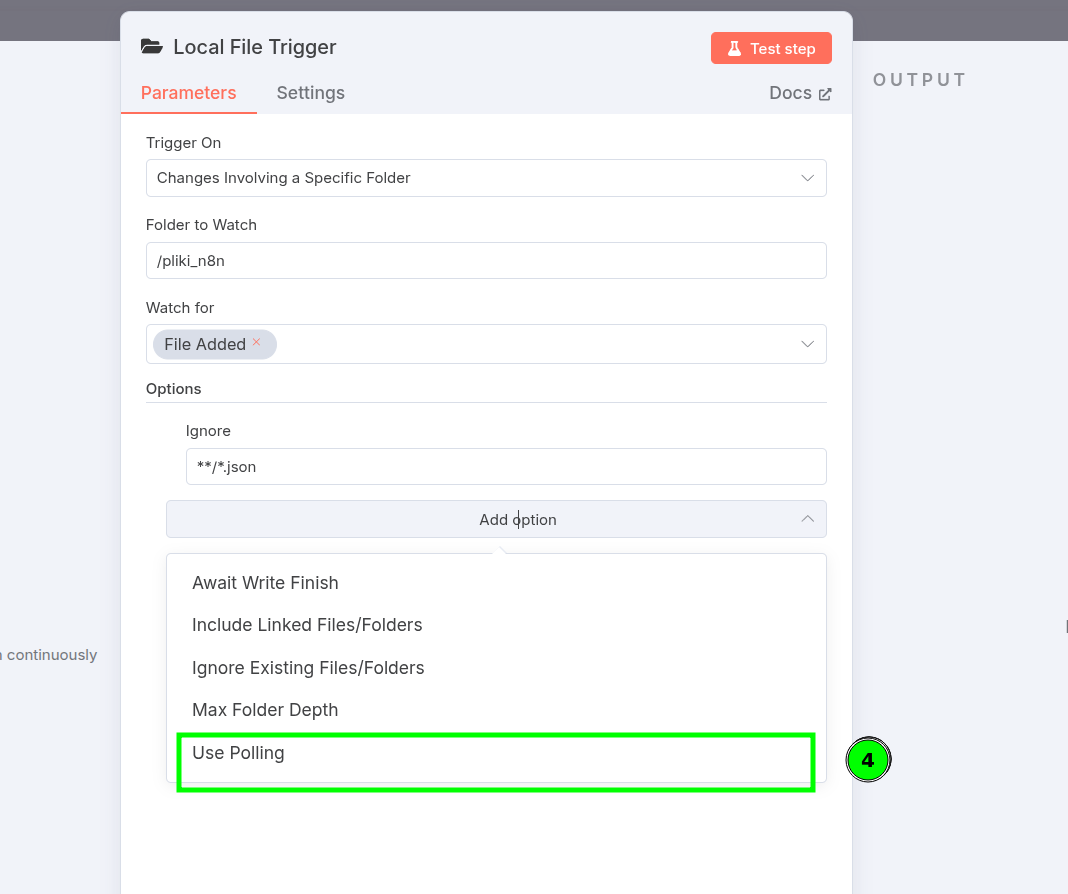 Local File Trigger
Test step
OUTPUT
Parameters
Settings
Docs
Trigger On
Changes Involving a Specific Folder
Folder to Watch
/pliki_n8n
Watch for
File Added
Options
Ignore
**/*.json
Add option
Await Write Finish
Include Linked Files/Folders
continuously
Ignore Existing Files/Folders
Max Folder Depth
Use Polling
4